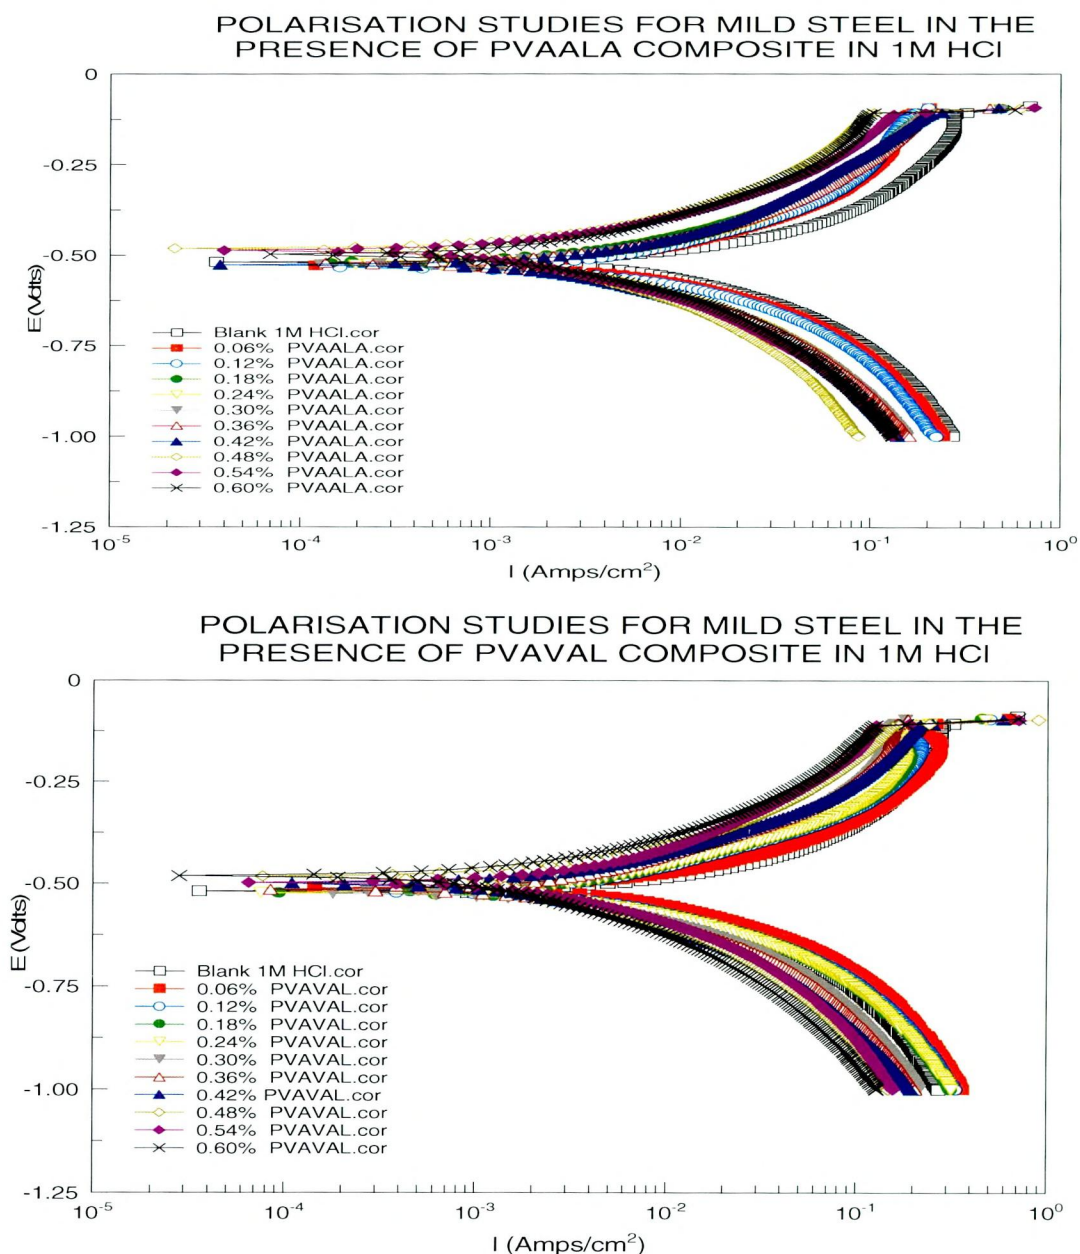 POLARISATION STUDIES FOR MILD STEEL IN THE
PRESENCE OF PVAALA COMPOSITE IN 1M HCl
0
-0.25
-0.50
-0.75
-1.00
-1.25
E (Volts)
Blank 1M HCl.cor
0.06% PVAALA.cor
0.12% PVAALA.cor
0.18% PVAALA.cor
0.24% PVAALA.cor
0.30% PVAALA.cor
0.36% PVAALA.cor
0.42% PVAALA.cor
0.48% PVAALA.cor
0.54% PVAALA.cor
0.60% PVAALA.cor
10⁻⁵ 10⁻⁴ 10⁻³ 10⁻² 10⁻¹ 10⁰
I (Amps/cm²)
POLARISATION STUDIES FOR MILD STEEL IN THE
PRESENCE OF PVAVAL COMPOSITE IN 1M HCl
0
-0.25
-0.50
-0.75
-1.00
-1.25
E (Volts)
Blank 1M HCl.cor
0.06% PVAVAL.cor
0.12% PVAVAL.cor
0.18% PVAVAL.cor
0.24% PVAVAL.cor
0.30% PVAVAL.cor
0.36% PVAVAL.cor
0.42% PVAVAL.cor
0.48% PVAVAL.cor
0.54% PVAVAL.cor
0.60% PVAVAL.cor
10⁻⁵ 10⁻⁴ 10⁻³ 10⁻² 10⁻¹ 10⁰
I (Amps/cm²)